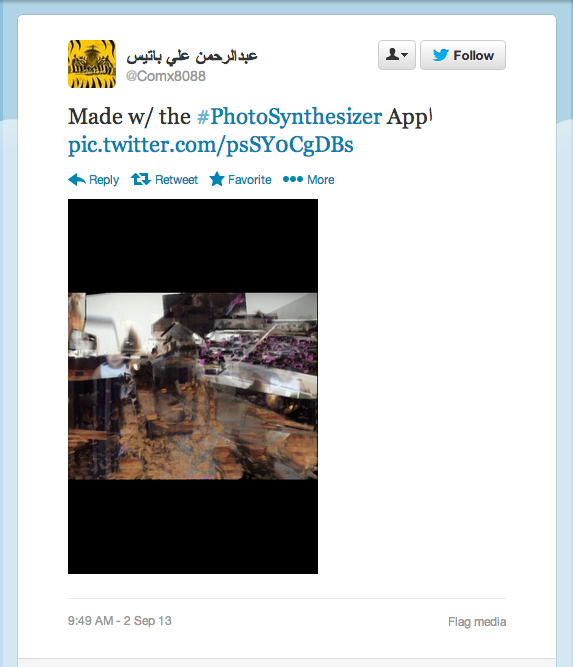 عبدالرحمن علي باتيس
@Comx8088
Follow
Made w/ the #PhotoSynthesizer Appا
pic.twitter.com/psSY0CgDBs
Reply Retweet Favorite More
9:49 AM - 2 Sep 13
Flag media